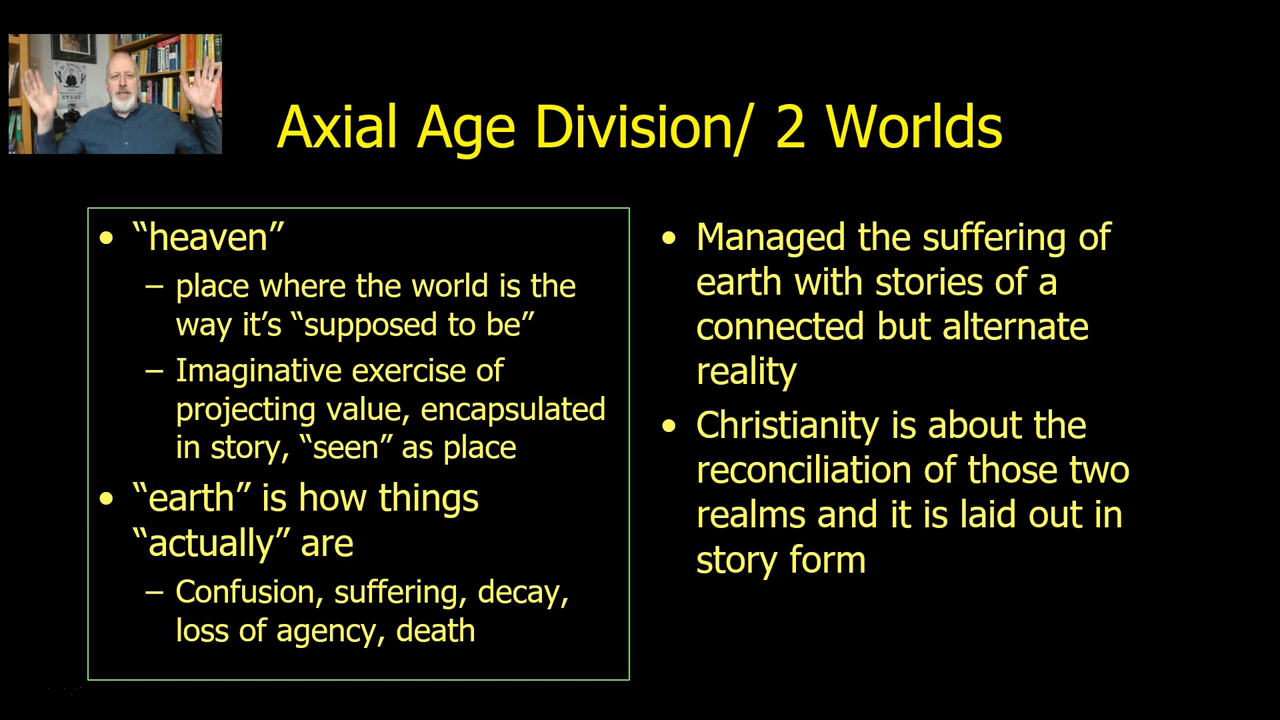 Axial Age Division/ 2 Worlds
• “heaven”
– place where the world is the
way it’s “supposed to be”
– Imaginative exercise of
projecting value, encapsulated
in story, “seen” as place
• “earth” is how things
“actually” are
– Confusion, suffering, decay,
loss of agency, death
• Managed the suffering of
earth with stories of a
connected but alternate
reality
• Christianity is about the
reconciliation of those two
realms and it is laid out in
story form